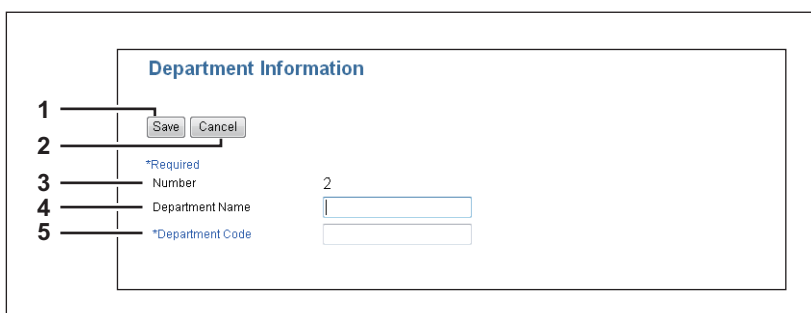 Department Information
1
Save Cancel
2
*Required
3 Number 2
4 Department Name
5 *Department Code